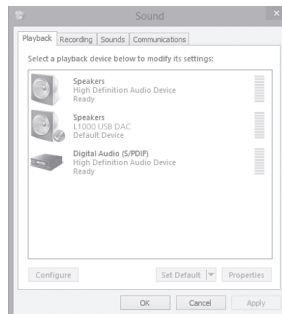 Sound
Playback Recording Sounds Communications
Select a playback device below to modify its settings:
Speakers
High Definition Audio Device
Ready
Speakers
L1000 USB DAC
Default Device
Digital Audio (S/PDIF)
High Definition Audio Device
Ready
Configure Set Default Properties
OK Cancel Apply